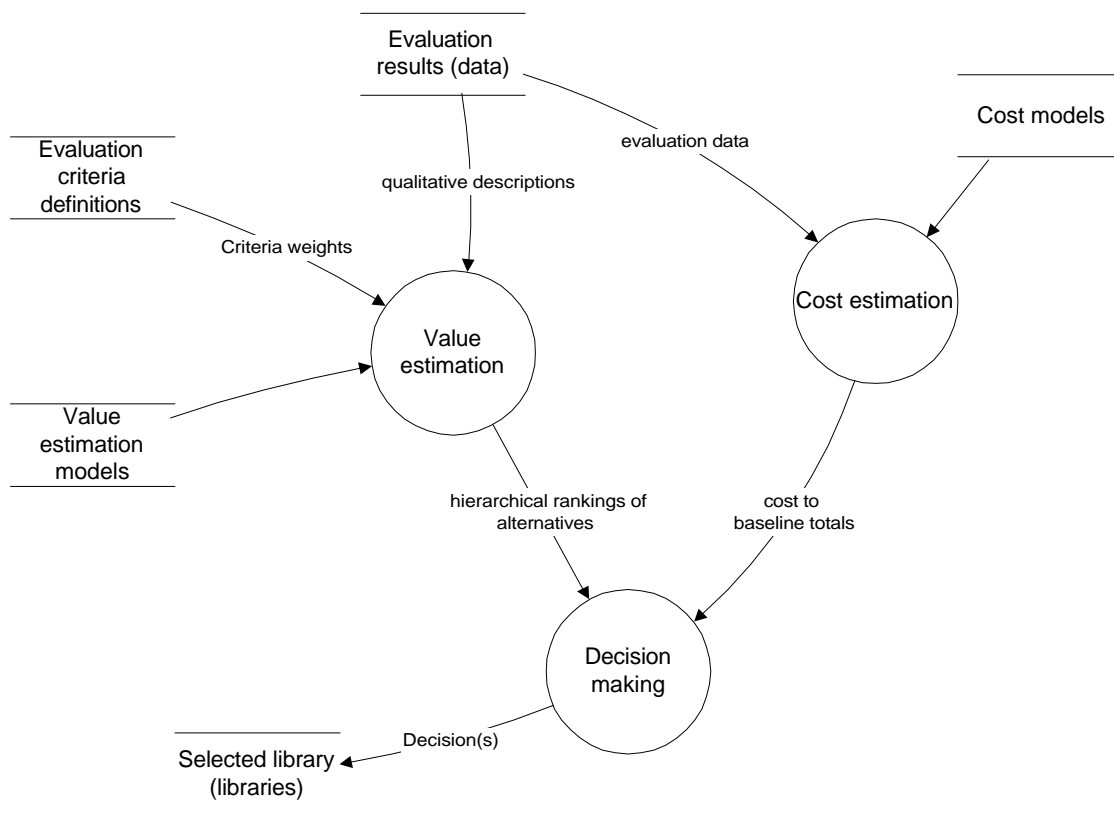 Evaluation
results (data)
Cost models
Evaluation
criteria
definitions
evaluation data
qualitative descriptions
Criteria weights
Cost estimation
Value
estimation
Value
estimation
models
hierarchical rankings of
alternatives
cost to
baseline totals
Decision
making
Decision(s)
Selected library
(libraries)